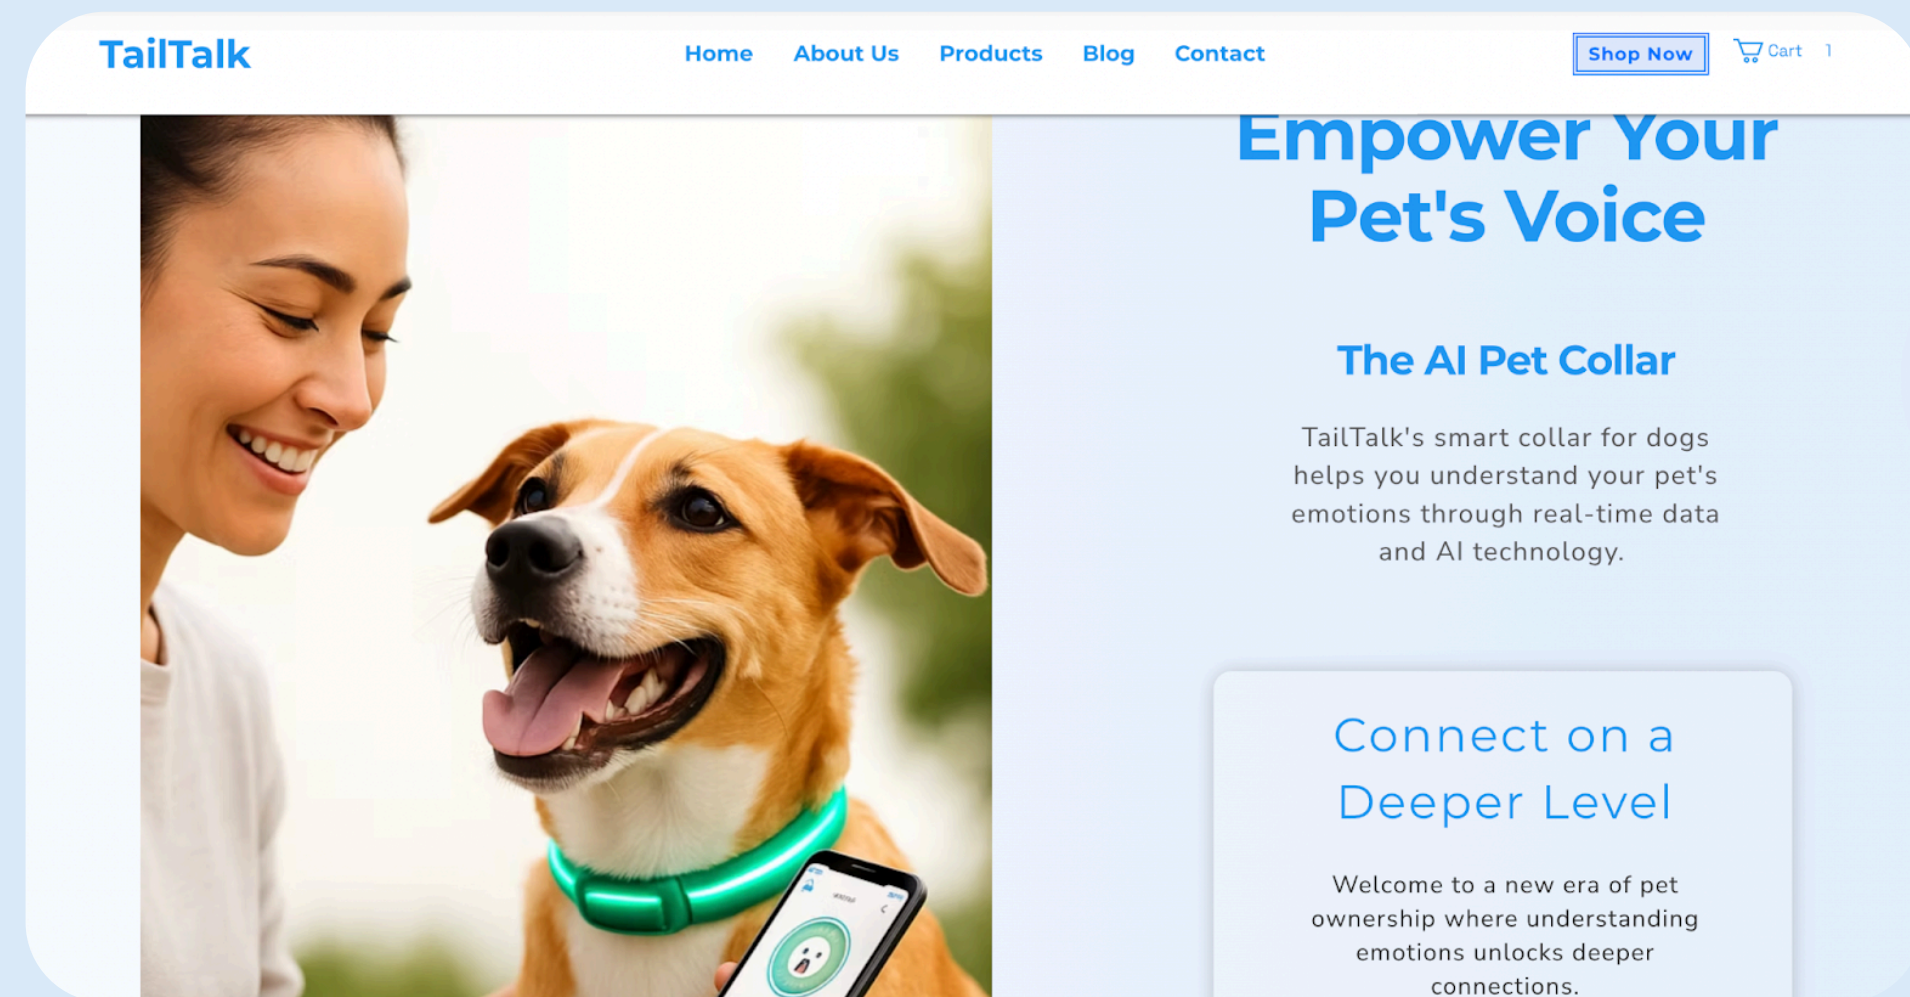 TailTalk
Home
About Us
Products
Blog
Contact
Shop Now
Cart
1
Empower Your
Pet's Voice
The AI Pet Collar
TailTalk's smart collar for dogs
helps you understand your pet's
emotions through real-time data
and AI technology.
Connect on a
Deeper Level
Welcome to a new era of pet
ownership where understanding
emotions unlocks deeper
connections.